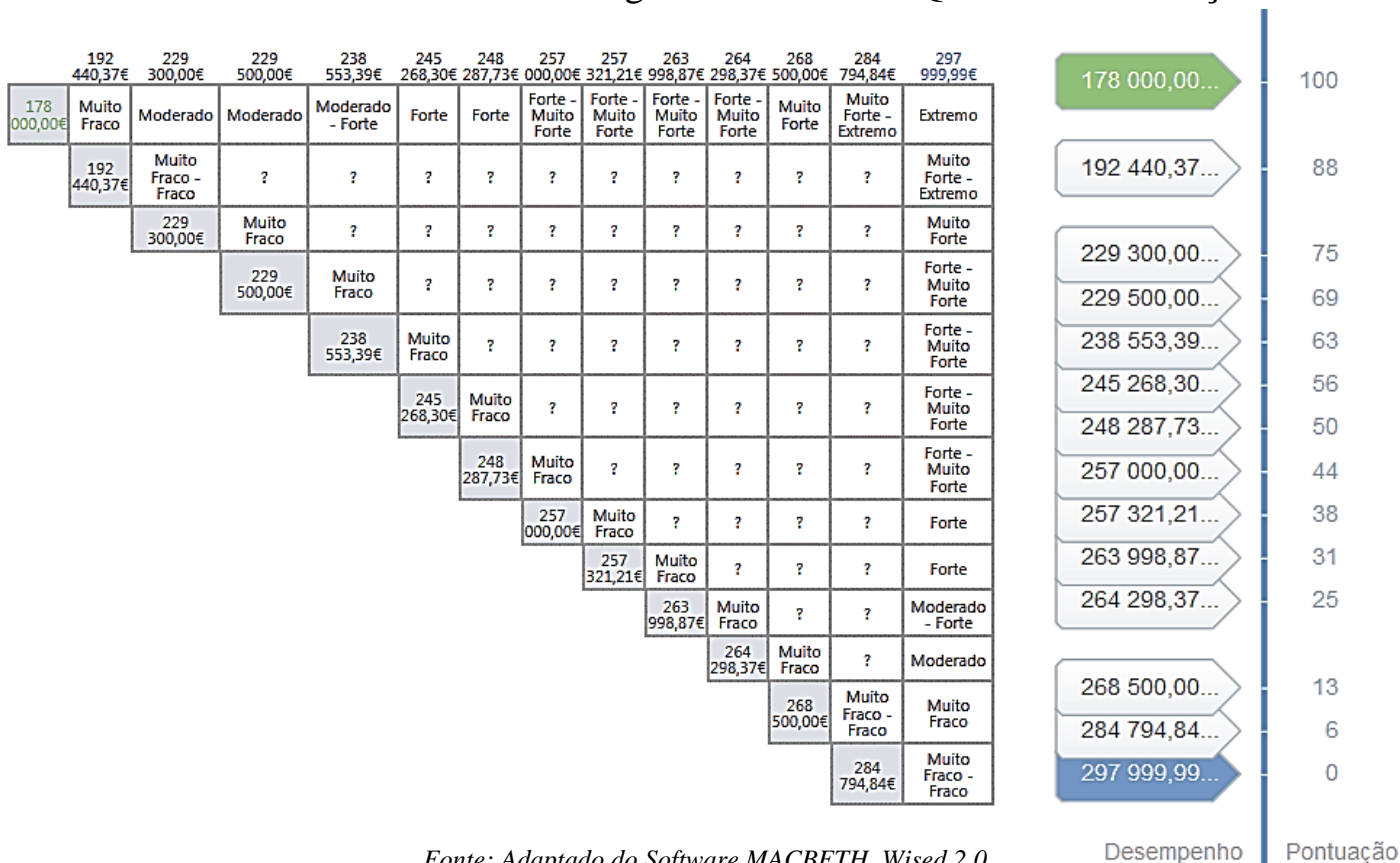 192 229 229 238 245 248 257 257 263 264 268 284 297
440,37€ 300,00€ 500,00€ 553,39€ 268,30€ 287,73€ 000,00€ 321,21€ 998,87€ 298,37€ 500,00€ 794,84€ 999,99€
178 000,00€ Muito Fraco Moderado Moderado Moderado - Forte Forte Forte Forte - Muito Forte Forte - Muito Forte Forte - Muito Forte Forte - Muito Forte Muito Forte Muito Forte - Extremo Extremo
192 440,37€ Muito Fraco - Fraco ? ? ? ? ? ? ? ? ? ? Muito Forte - Extremo
229 300,00€ Muito Fraco ? ? ? ? ? ? ? ? ? Muito Forte
229 500,00€ Muito Fraco ? ? ? ? ? ? ? ? Forte - Muito Forte
238 553,39€ Muito Fraco ? ? ? ? ? ? ? Forte - Muito Forte
245 268,30€ Muito Fraco ? ? ? ? ? ? Forte - Muito Forte
248 287,73€ Muito Fraco ? ? ? ? ? Forte - Muito Forte
257 000,00€ Muito Fraco ? ? ? ? Forte
257 321,21€ Muito Fraco ? ? ? Forte
263 998,87€ Muito Fraco ? ? Moderado - Forte
264 298,37€ Muito Fraco ? Moderado
268 500,00€ Muito Fraco - Fraco Muito Fraco
284 794,84€ Muito Fraco - Fraco
178 000,00... 100
192 440,37... 88
229 300,00... 75
229 500,00... 69
238 553,39... 63
245 268,30... 56
248 287,73... 50
257 000,00... 44
257 321,21... 38
263 998,87... 31
264 298,37... 25
268 500,00... 13
284 794,84... 6
297 999,99... 0
Desempenho Pontuação
Fonte: Adaptado do Software MACBETH, Wised 2.0